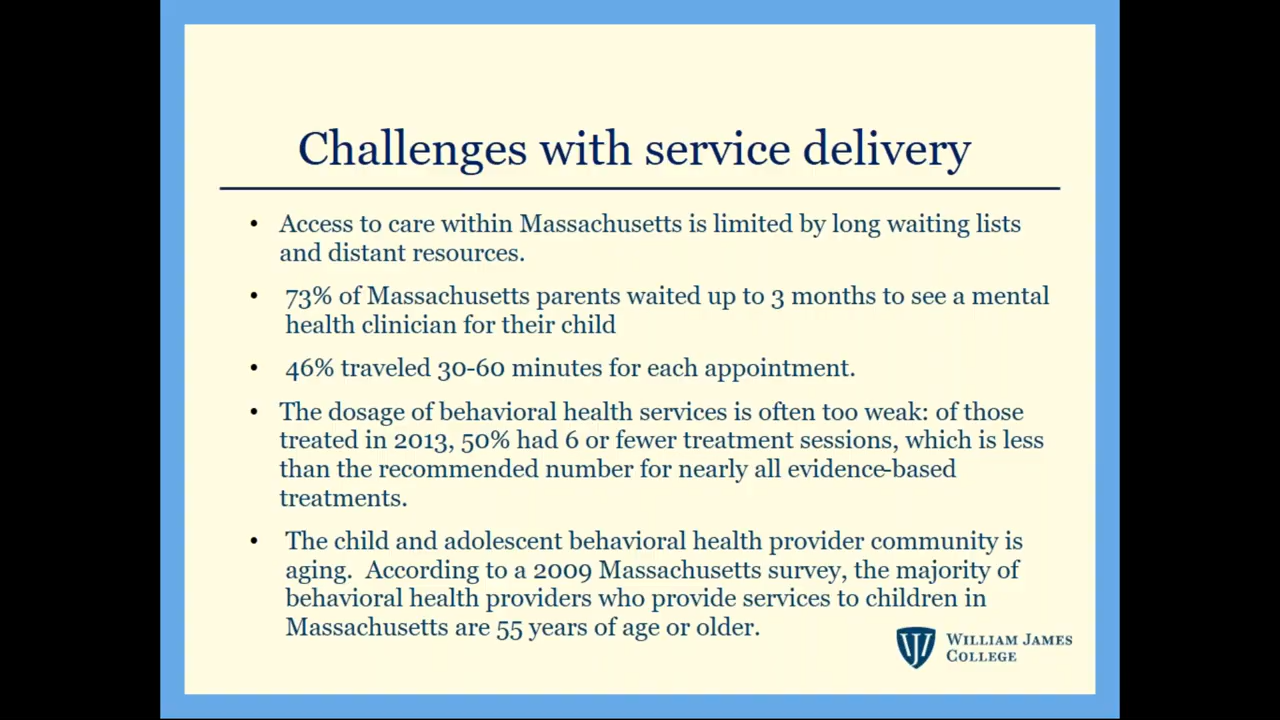 Challenges with service delivery
• Access to care within Massachusetts is limited by long waiting lists
and distant resources.
• 73% of Massachusetts parents waited up to 3 months to see a mental
health clinician for their child
• 46% traveled 30-60 minutes for each appointment.
• The dosage of behavioral health services is often too weak: of those
treated in 2013, 50% had 6 or fewer treatment sessions, which is less
than the recommended number for nearly all evidence-based
treatments.
• The child and adolescent behavioral health provider community is
aging. According to a 2009 Massachusetts survey, the majority of
behavioral health providers who provide services to children in
Massachusetts are 55 years of age or older.
WILLIAM JAMES
COLLEGE